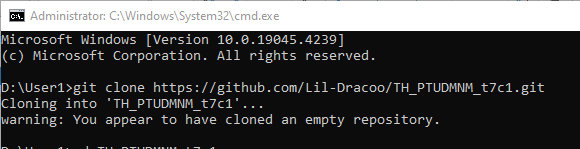 Administrator: C:\Windows\System32\cmd.exe
Microsoft Windows [Version 10.0.19045.4239]
(c) Microsoft Corporation. All rights reserved.
D:\User1>git clone https://github.com/Lil-Dracoo/TH_PTUDMNM_t7c1.git
Cloning into 'TH_PTUDMNM_t7c1'...
warning: You appear to have cloned an empty repository.